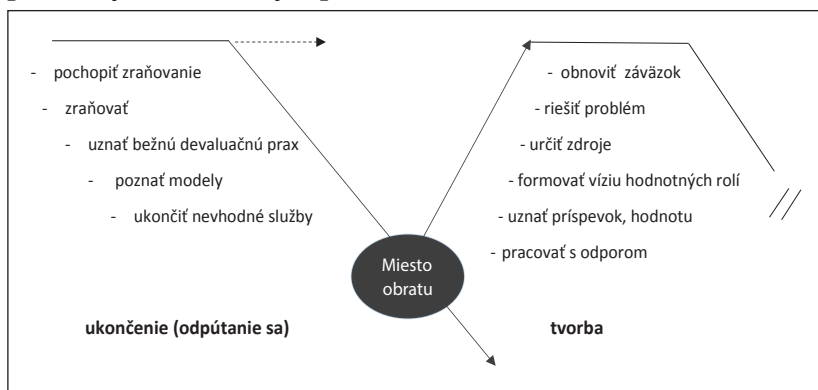 - pochopiť zraňovanie
- zraňovať
- uznať bežnú devaluačnú prax
- poznať modely
- ukončiť nevhodné služby
ukončenie (odpútanie sa)
Miesto
obratu
- obnoviť záväzok
- riešiť problém
- určiť zdroje
- formovať víziu hodnotných rolí
- uznať príspevok, hodnotu
- pracovať s odporom
tvorba